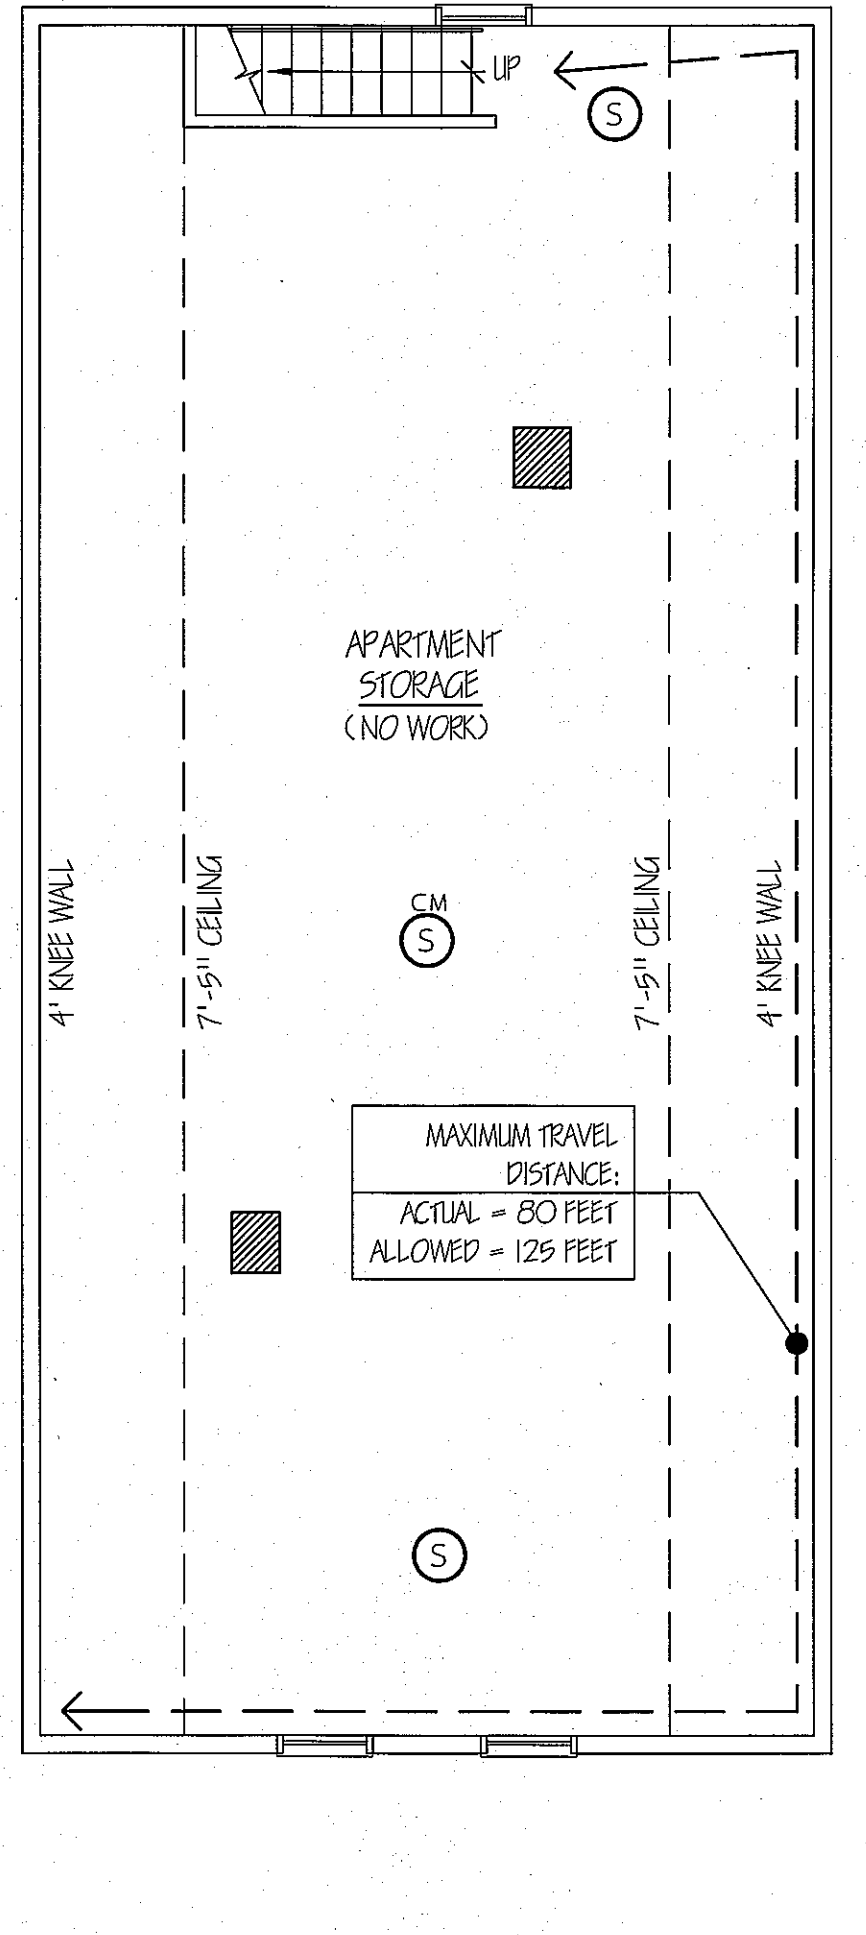 UP
S
APARTMENT
STORAGE
(NO WORK)
4' KNEE WALL
7'-5" CEILING
CM
S
7'-5" CEILING
4' KNEE WALL
MAXIMUM TRAVEL
DISTANCE:
ACTUAL = 80 FEET
ALLOWED = 125 FEET
S